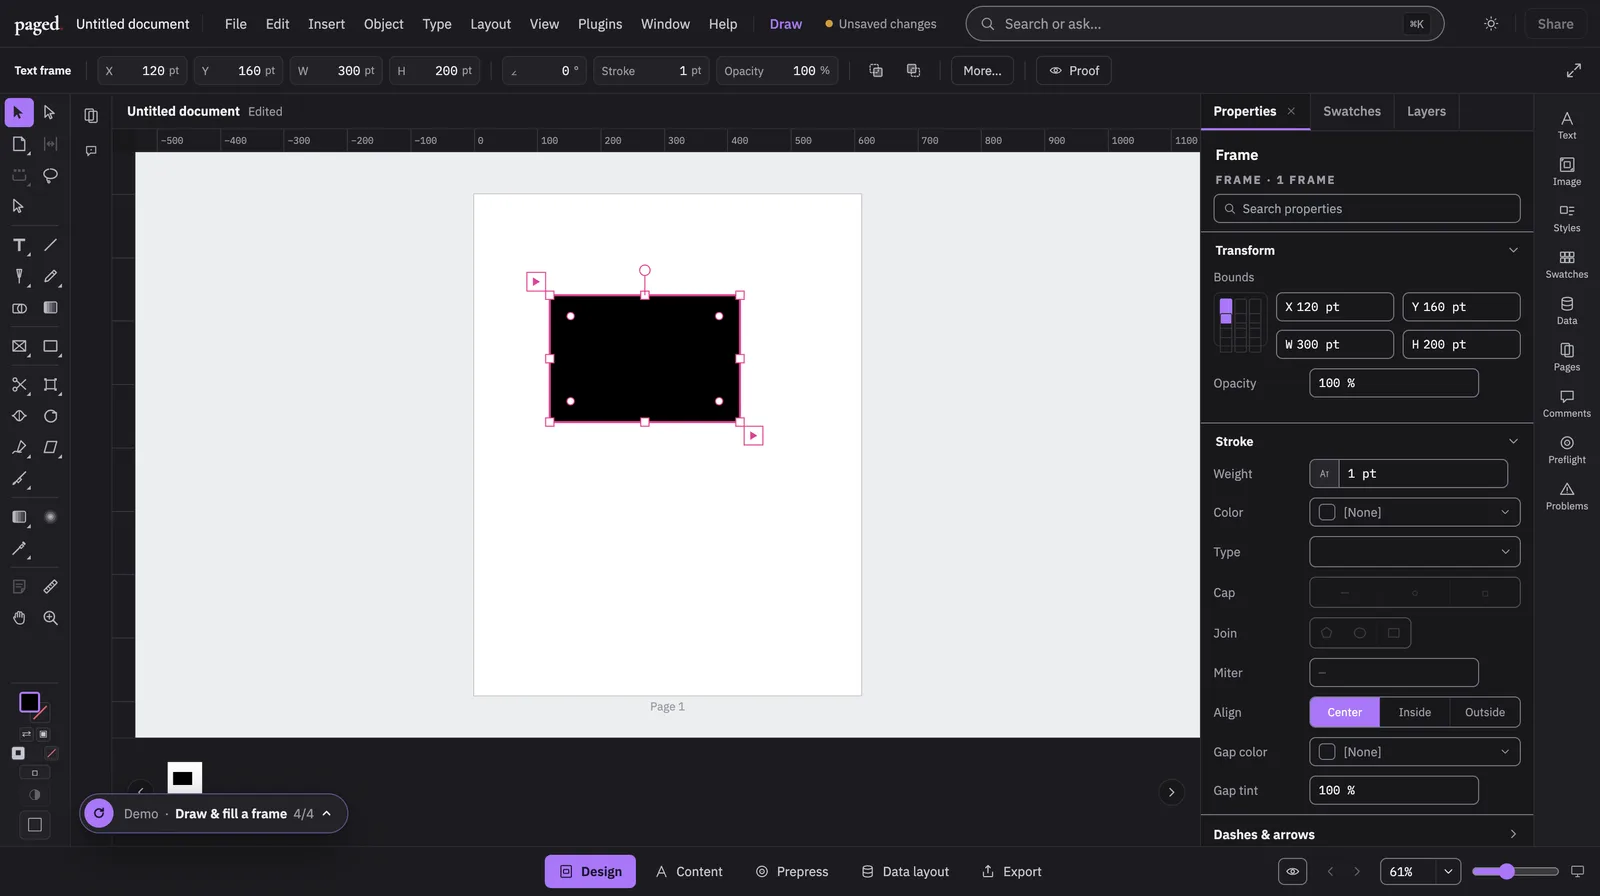 paged Untitled document File Edit Insert Object Type Layout View Plugins Window Help Draw Unsaved changes Search or ask... ⌘K Share
Text frame X 120 pt Y 160 pt W 300 pt H 200 pt 0 ° Stroke 1 pt Opacity 100 % More... Proof
Untitled document Edited
-500 -400 -300 -200 -100 0 100 200 300 400 500 600 700 800 900 1000 1100
Page 1
Demo · Draw & fill a frame 4/4
Properties Swatches Layers
Frame
FRAME · 1 FRAME
Search properties
Transform
Bounds
X 120 pt Y 160 pt
W 300 pt H 200 pt
Opacity 100 %
Stroke
Weight 1 pt
Color [None]
Type
Cap
Join
Miter –
Align Center Inside Outside
Gap color [None]
Gap tint 100 %
Dashes & arrows
Text
Image
Styles
Swatches
Data
Pages
Comments
Preflight
Problems
Design Content Prepress Data layout Export 61%